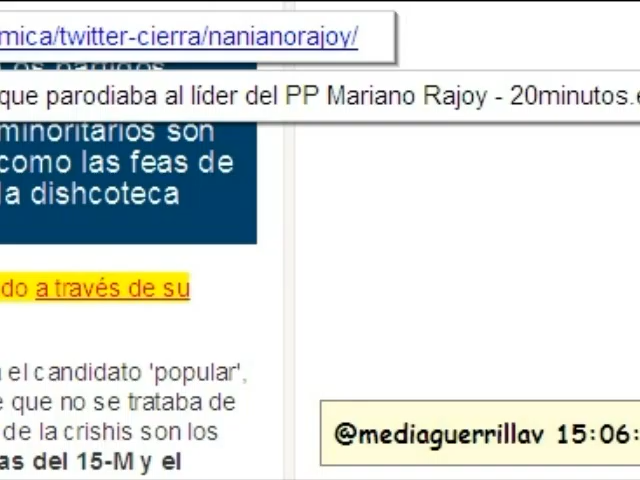 mica/twitter-cierra/nanianorajoy/
os partidos
que parodiaba al líder del PP Mariano Rajoy - 20minutos.e
minoritarios son
como las feas de
la dishcoteca
do a través de su
el candidato 'popular',
e que no se trataba de
de la crishis son los
as del 15-M y el
@mediaguerrillav 15:06: